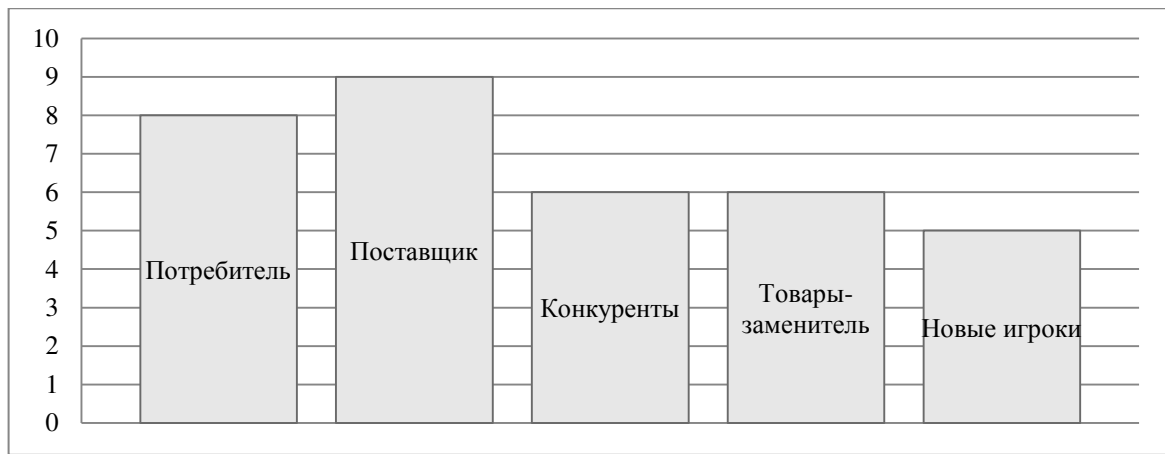 10
9
8
7
6
5
4
3
2
1
0
Потребитель
Поставщик
Конкуренты
Товары-
заменитель
Новые игроки